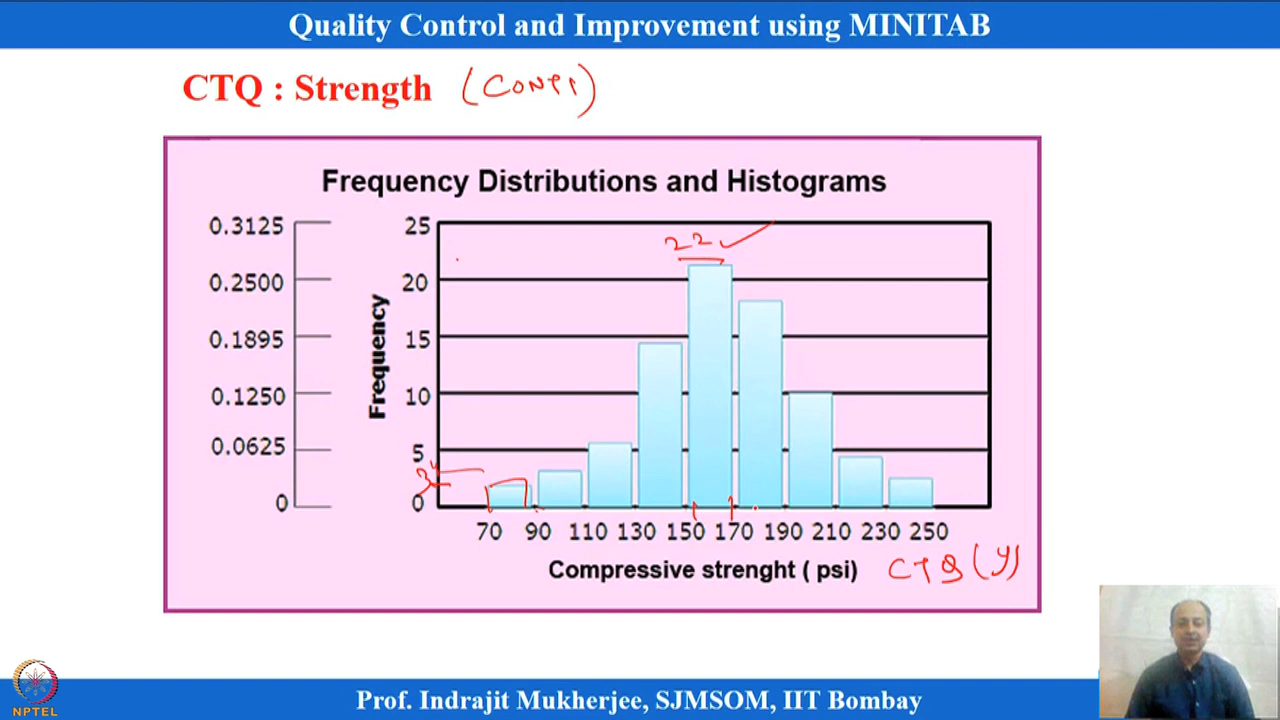 Quality Control and Improvement using MINITAB
CTQ : Strength (CONTI)
Frequency Distributions and Histograms
0.3125 25
22
0.2500 20
0.1895 15
0.1250 10
0.0625 5
0 0
Frequency
70 90 110 130 150 170 190 210 230 250
Compressive strenght ( psi) CTQ (y)
NPTEL
Prof. Indrajit Mukherjee, SJMSOM, IIT Bombay